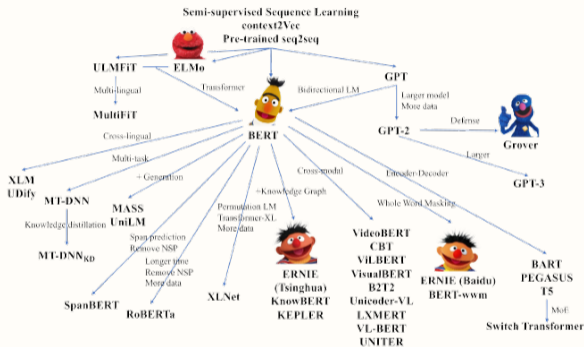 Semi-supervised Sequence Learning
context2Vec
Pre-trained seq2seq
ULMFiT
ELMo
GPT
Multi-lingual
Transformer
Bidirectional LM
Larger model
More data
MultiFiT
BERT
GPT-2
Defense
Grover
Cross-lingual
Larger
GPT-3
Multi-task
XLM
UDify
MT-DNN
+ Generation
Cross-modal
Encoder-Decoder
+Knowledge Graph
Whole Word Masking
MASS
UniLM
Permutation LM
Transformer-XL
More data
Knowledge distillation
Span prediction
Remove NSP
MT-DNNKD
Longer time
Remove NSP
More data
VideoBERT
CBT
ViLBERT
VisualBERT
B2T2
Unicoder-VL
LXMERT
VL-BERT
UNITER
ERNIE
(Tsinghua)
KnowBERT
KEPLER
ERNIE (Baidu)
BERT-wwm
BART
PEGASUS
T5
SpanBERT
RoBERTa
XLNet
MoE
Switch Transformer